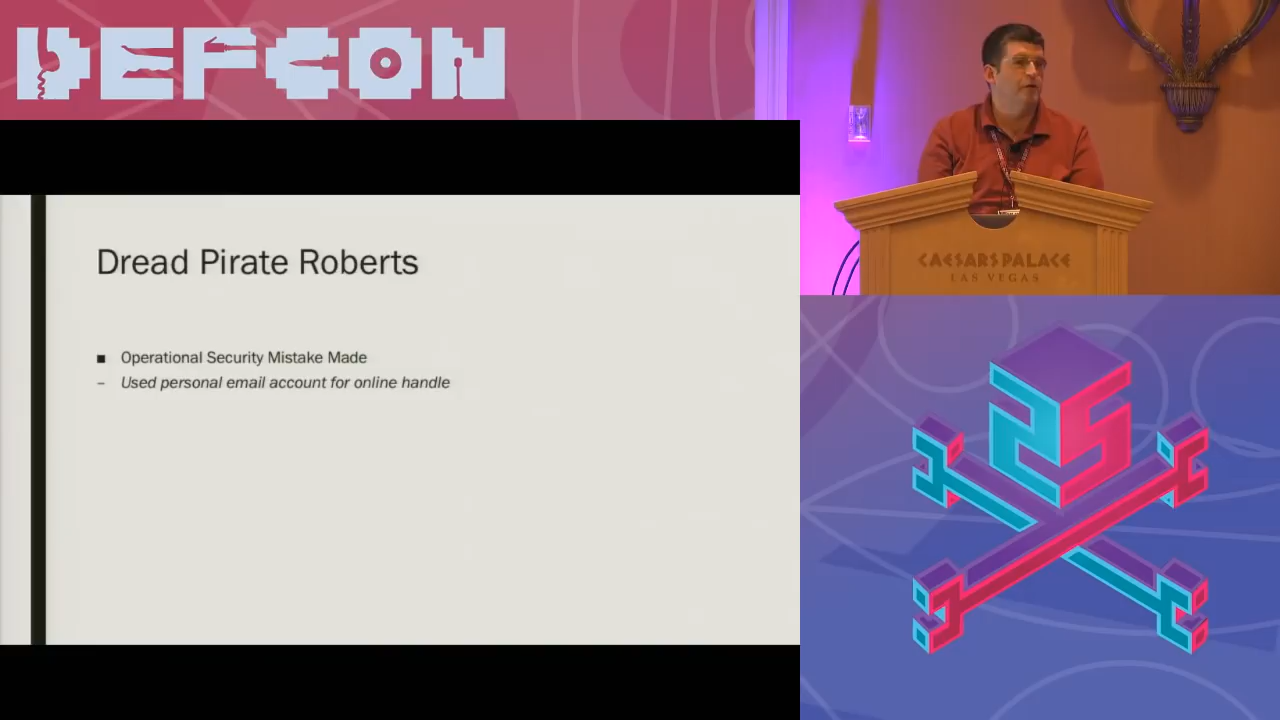 DEFCON
Dread Pirate Roberts
■ Operational Security Mistake Made
– Used personal email account for online handle
CAESARS PALACE
LAS VEGAS
25